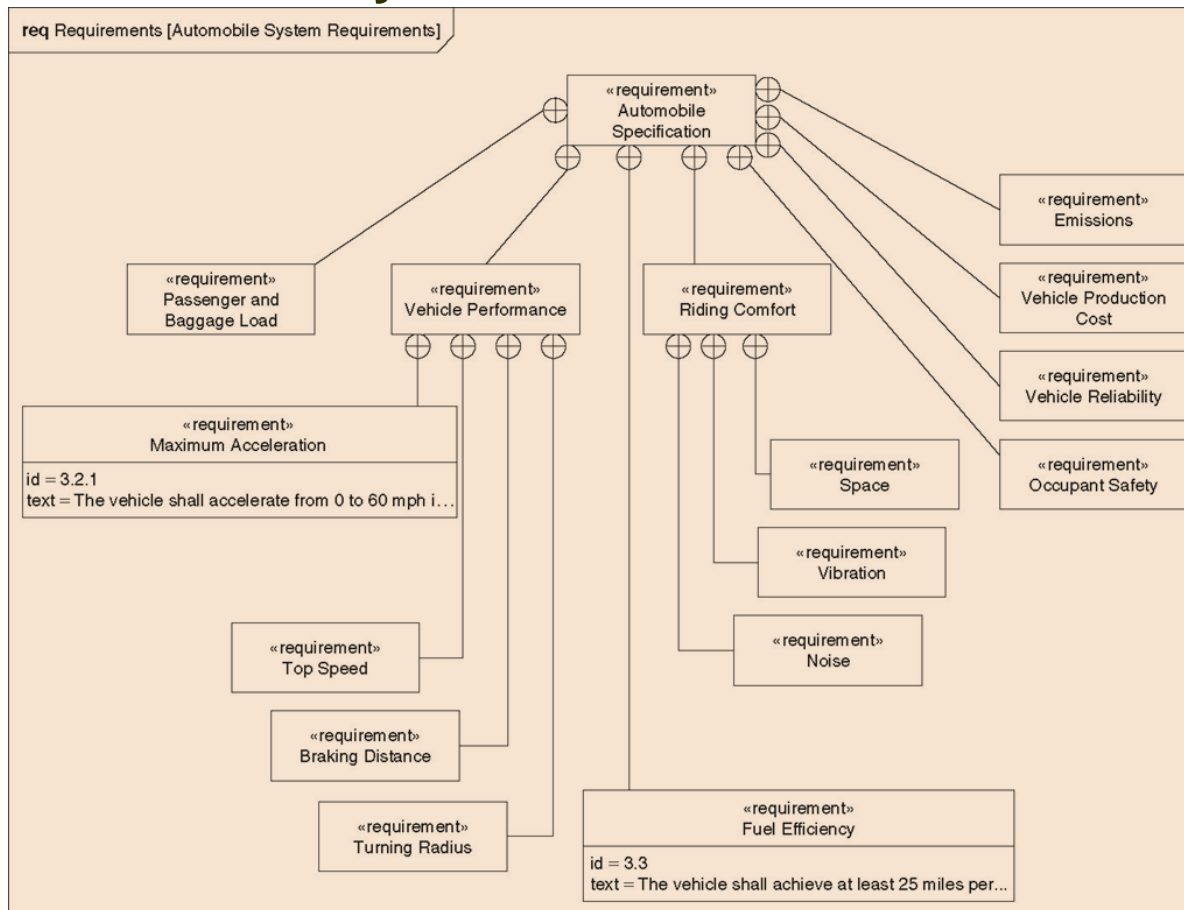 req Requirements [Automobile System Requirements]
«requirement»
Automobile
Specification
«requirement»
Emissions
«requirement»
Passenger and
Baggage Load
«requirement»
Vehicle Performance
«requirement»
Riding Comfort
«requirement»
Vehicle Production
Cost
«requirement»
Vehicle Reliability
«requirement»
Maximum Acceleration
id = 3.2.1
text = The vehicle shall accelerate from 0 to 60 mph i...
«requirement»
Space
«requirement»
Occupant Safety
«requirement»
Vibration
«requirement»
Noise
«requirement»
Top Speed
«requirement»
Braking Distance
«requirement»
Turning Radius
«requirement»
Fuel Efficiency
id = 3.3
text = The vehicle shall achieve at least 25 miles per...